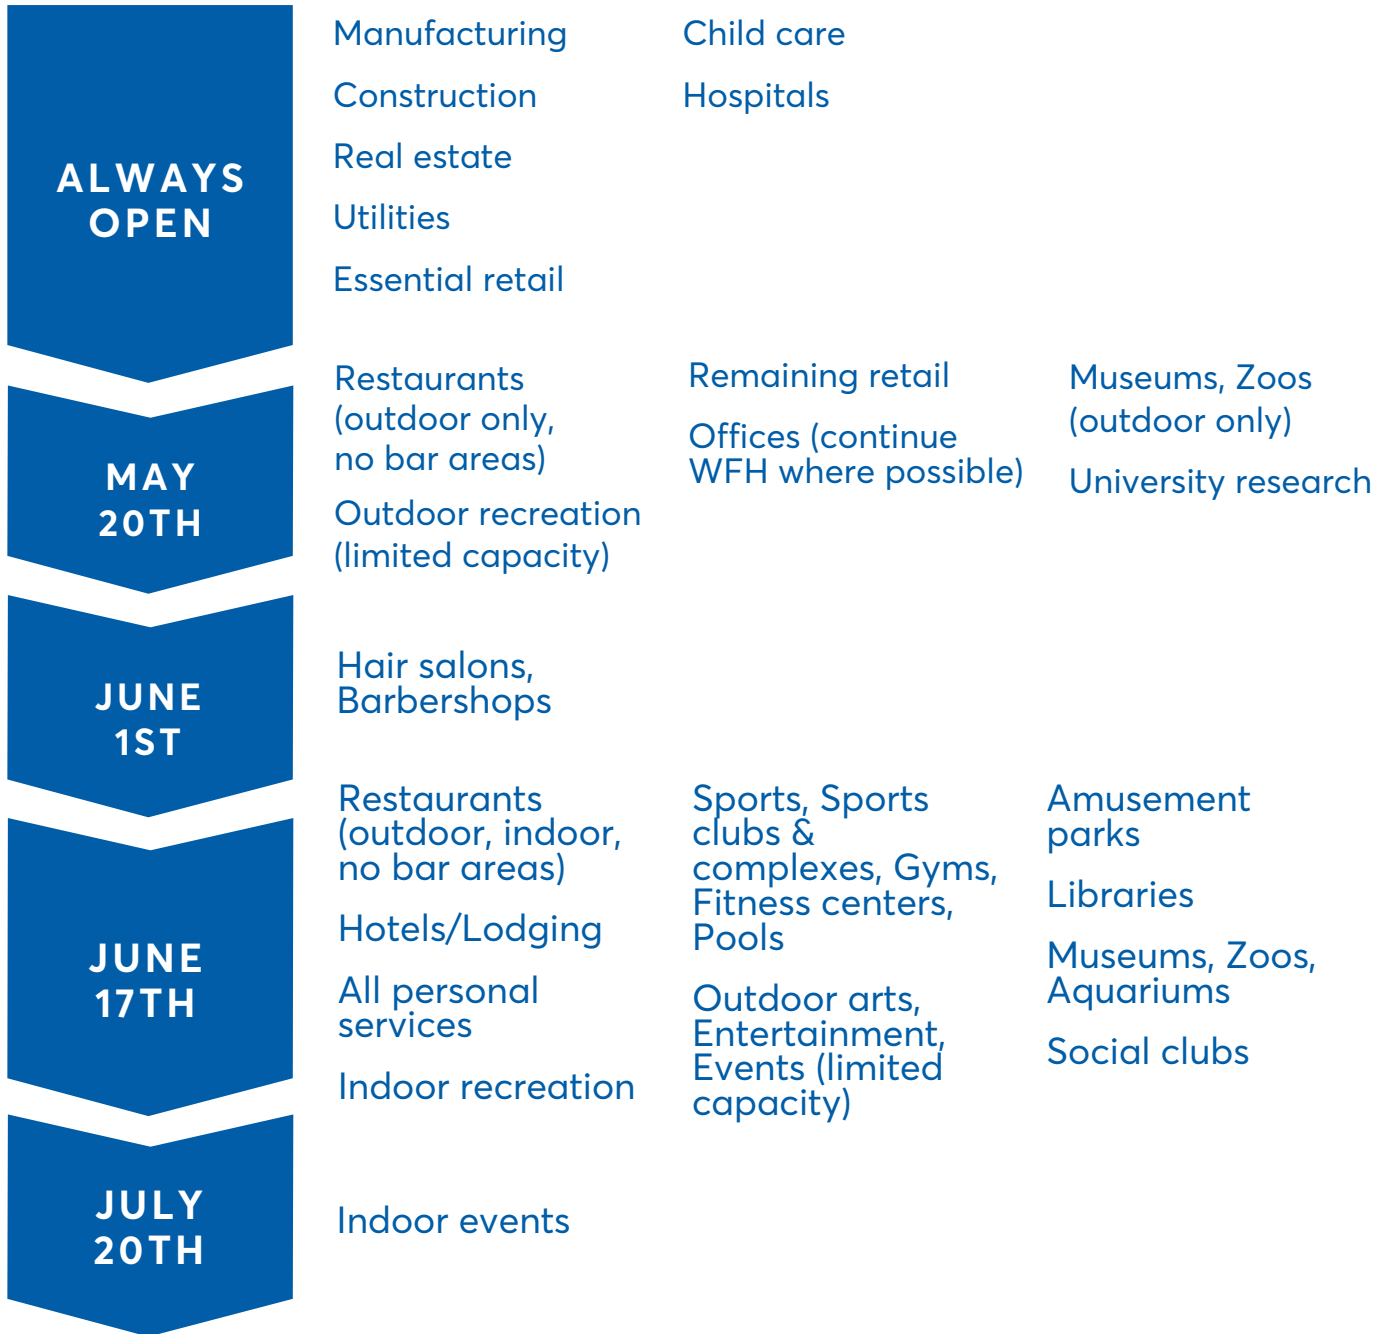 ALWAYS
OPEN
Manufacturing
Construction
Real estate
Utilities
Essential retail
Child care
Hospitals
MAY
20TH
Restaurants
(outdoor only,
no bar areas)
Outdoor recreation
(limited capacity)
Remaining retail
Offices (continue
WFH where possible)
Museums, Zoos
(outdoor only)
University research
JUNE
1ST
Hair salons,
Barbershops
JUNE
17TH
Restaurants
(outdoor, indoor,
no bar areas)
Hotels/Lodging
All personal
services
Indoor recreation
Sports, Sports
clubs &
complexes, Gyms,
Fitness centers,
Pools
Outdoor arts,
Entertainment,
Events (limited
capacity)
Amusement
parks
Libraries
Museums, Zoos,
Aquariums
Social clubs
JULY
20TH
Indoor events